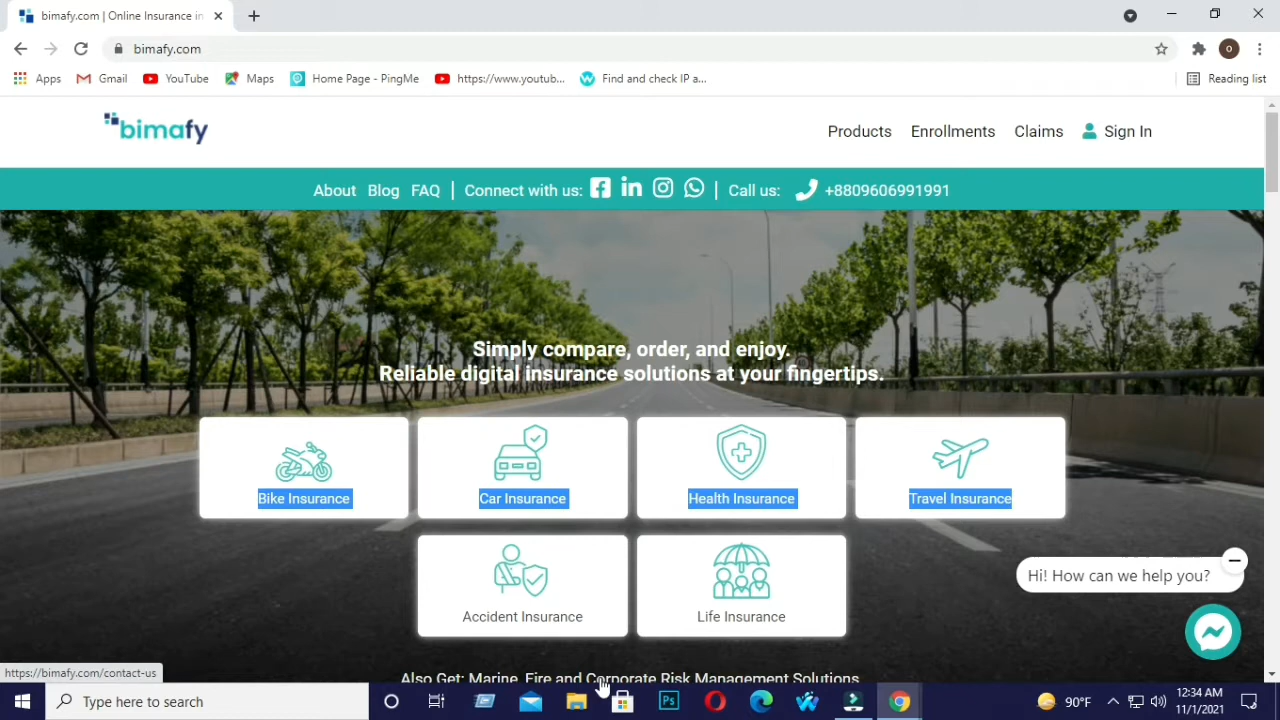 bimafy.com | Online Insurance in
bimafy.com
O
Apps
Gmail
YouTube
Maps
Home Page - PingMe
https://www.youtub...
Find and check IP a...
Reading list
bimafy
Products
Enrollments
Claims
Sign In
About
Blog
FAQ
Connect with us:
Call us:
+8809606991991
Simply compare, order, and enjoy.
Reliable digital insurance solutions at your fingertips.
Bike Insurance
Car Insurance
Health Insurance
Travel Insurance
Accident Insurance
Life Insurance
Hi! How can we help you?
Also Get: Marine, Fire and Corporate Risk Management Solutions
https://bimafy.com/contact-us
Type here to search
Ps
90°F
12:34 AM
11/1/2021